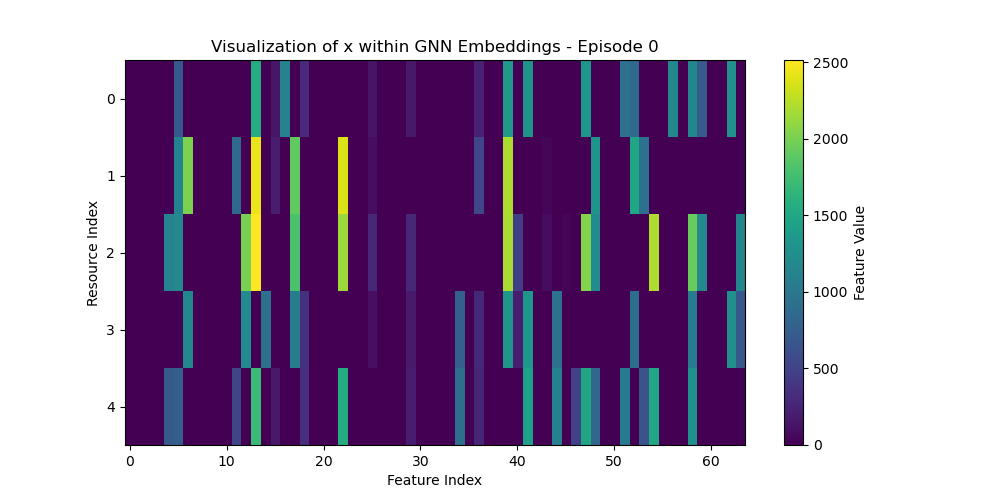 Visualization of x within GNN Embeddings - Episode 0
Resource Index
0
1
2
3
4
0 10 20 30 40 50 60
Feature Index
2500
2000
1500
1000
500
0
Feature Value